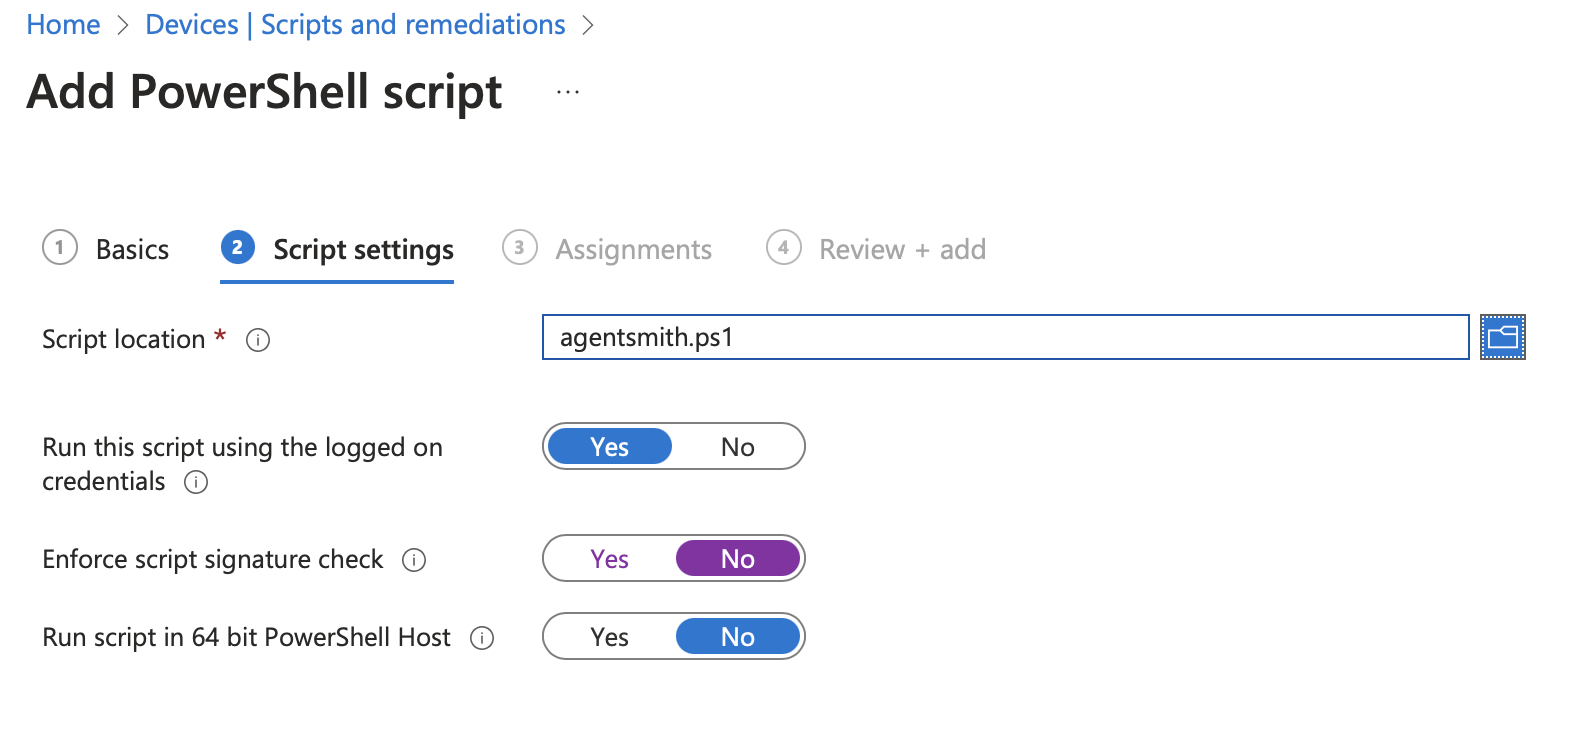 Home > Devices | Scripts and remediations >
Add PowerShell script ...
1 Basics 2 Script settings 3 Assignments 4 Review + add
Script location * i agentsmith.ps1
Run this script using the logged on
credentials i Yes No
Enforce script signature check i Yes No
Run script in 64 bit PowerShell Host i Yes No